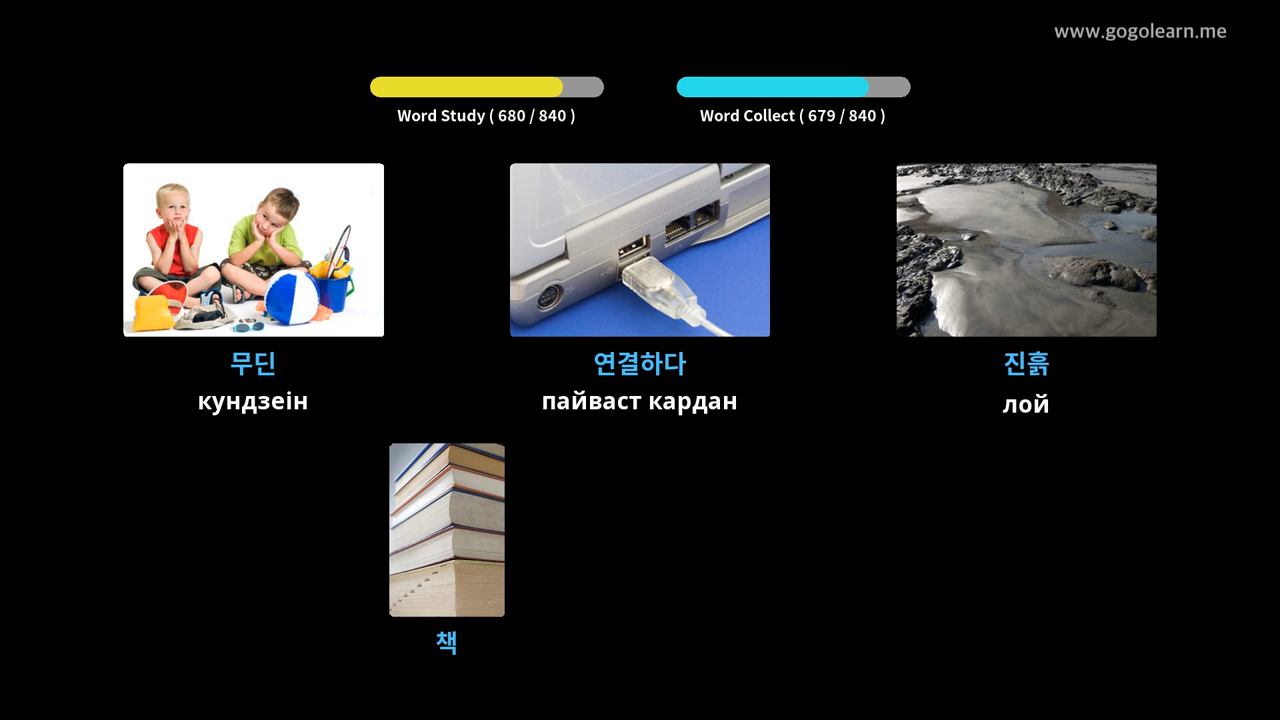 www.gogolearn.me
Word Study ( 680 / 840 )
Word Collect ( 679 / 840 )
무딘
연결하다
진흙
кундзеін
пайваст кардан
лой
책